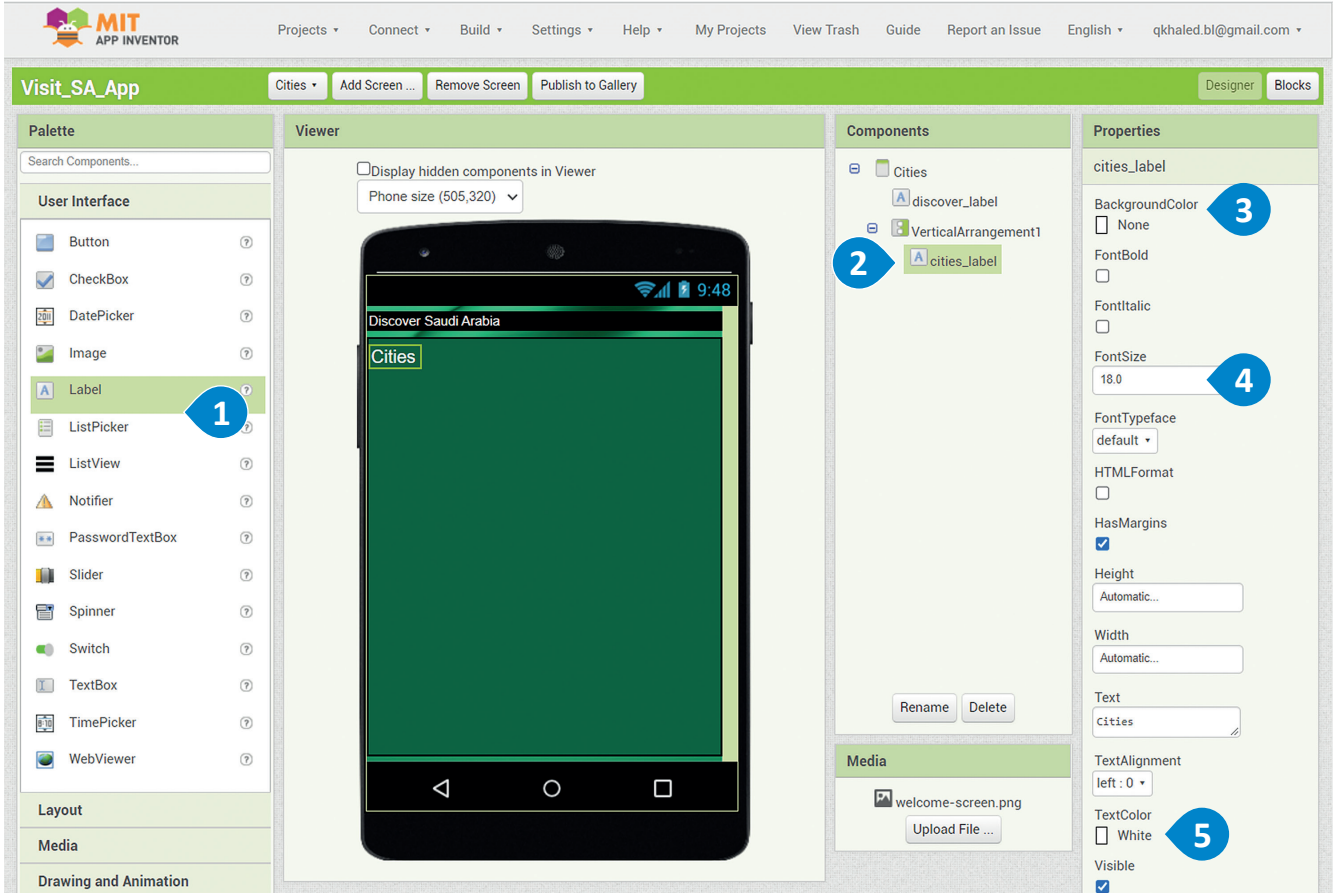 MIT
APP INVENTOR
Projects
Connect
Build
Settings
Help
My Projects
View Trash
Guide
Report an Issue
English
qkhaled.bl@gmail.com
Visit_SA_App
Cities
Add Screen ...
Remove Screen
Publish to Gallery
Designer
Blocks
Palette
Search Components...
User Interface
Button ?
CheckBox ?
2011 DatePicker ?
Image ?
A Label ?
1
ListPicker ?
ListView ?
Notifier ?
PasswordTextBox ?
Slider ?
Spinner ?
Switch ?
TextBox ?
8:10 TimePicker ?
WebViewer ?
Layout
Media
Drawing and Animation
Viewer
Display hidden components in Viewer
Phone size (505,320)
9:48
Discover Saudi Arabia
Cities
Components
Cities
A discover_label
VerticalArrangement1
2
A cities_label
Rename
Delete
Media
welcome-screen.png
Upload File ...
Properties
cities_label
BackgroundColor
None
3
FontBold
FontItalic
FontSize
18.0
4
FontTypeface
default
HTMLFormat
HasMargins
Height
Automatic...
Width
Automatic...
Text
Cities
TextAlignment
left : 0
TextColor
White
5
Visible